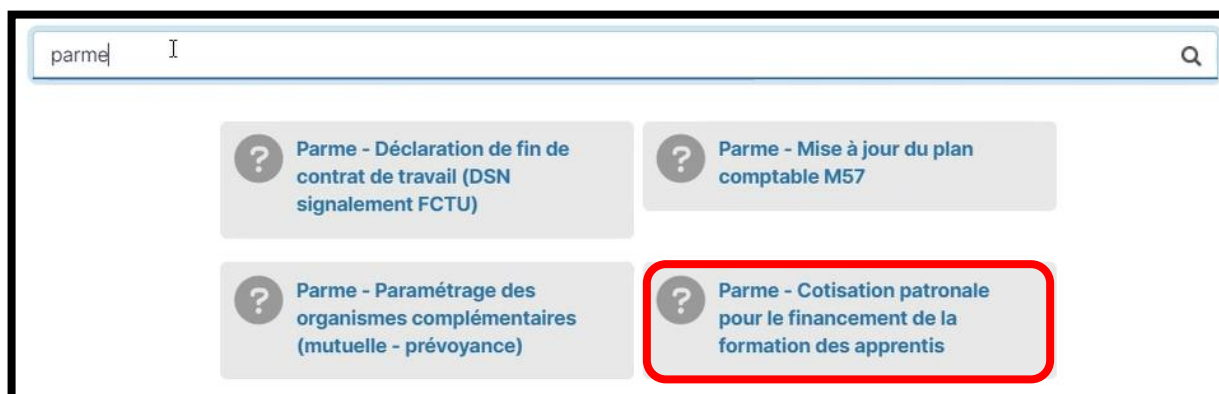 parme
Parme - Déclaration de fin de
contrat de travail (DSN
signalement FCTU)
Parme - Mise à jour du plan
comptable M57
Parme - Paramétrage des
organismes complémentaires
(mutuelle - prévoyance)
Parme - Cotisation patronale
pour le financement de la
formation des apprentis